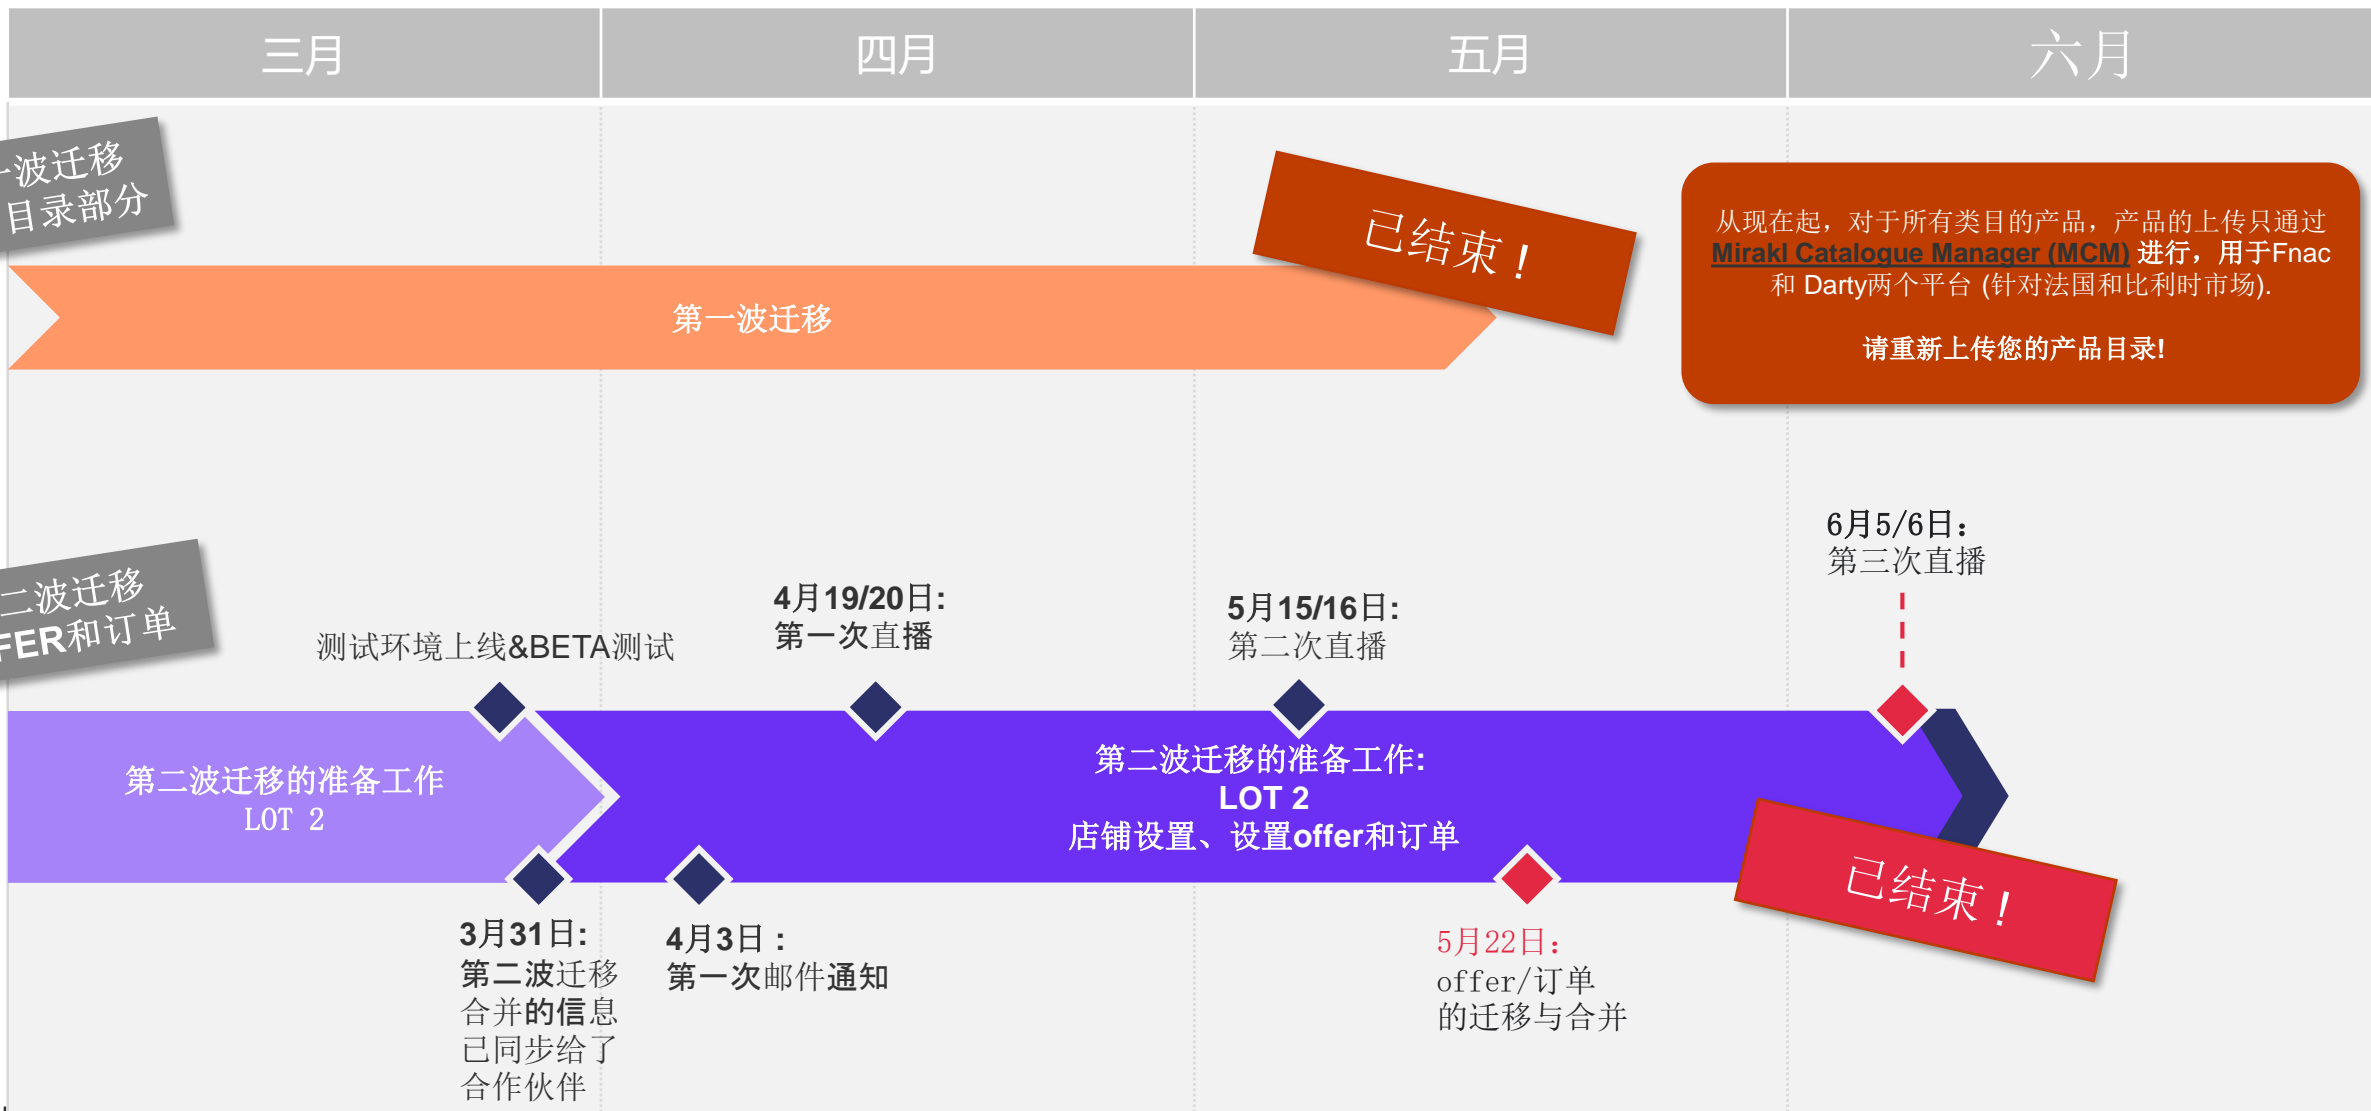 三月
四月
五月
六月
一波迁移
目录部分
已结束！
从现在起，对于所有类目的产品，产品的上传只通过
Mirakl Catalogue Manager (MCM) 进行，用于Fnac
和 Darty两个平台 (针对法国和比利时市场).
请重新上传您的产品目录!
第一波迁移
二波迁移
FER和订单
测试环境上线&BETA测试
4月19/20日:
第一次直播
5月15/16日:
第二次直播
6月5/6日：
第三次直播
第二波迁移的准备工作
LOT 2
第二波迁移的准备工作:
LOT 2
店铺设置、设置offer和订单
已结束！
3月31日:
第二波迁移
合并的信息
已同步给了
合作伙伴
4月3日 :
第一次邮件通知
5月22日：
offer/订单
的迁移与合并